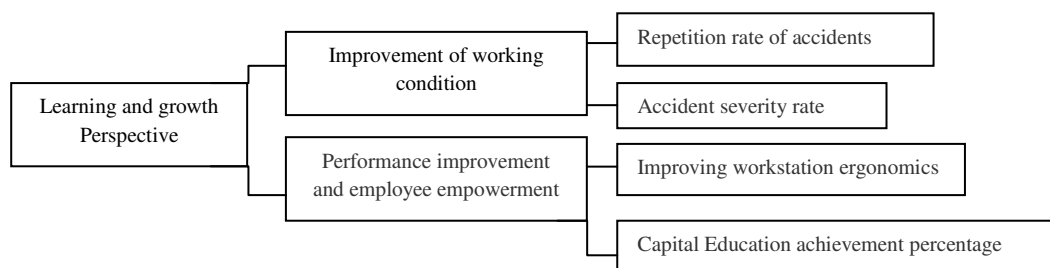 Learning and growth
Perspective
Improvement of working
condition
Repetition rate of accidents
Accident severity rate
Performance improvement
and employee empowerment
Improving workstation ergonomics
Capital Education achievement percentage